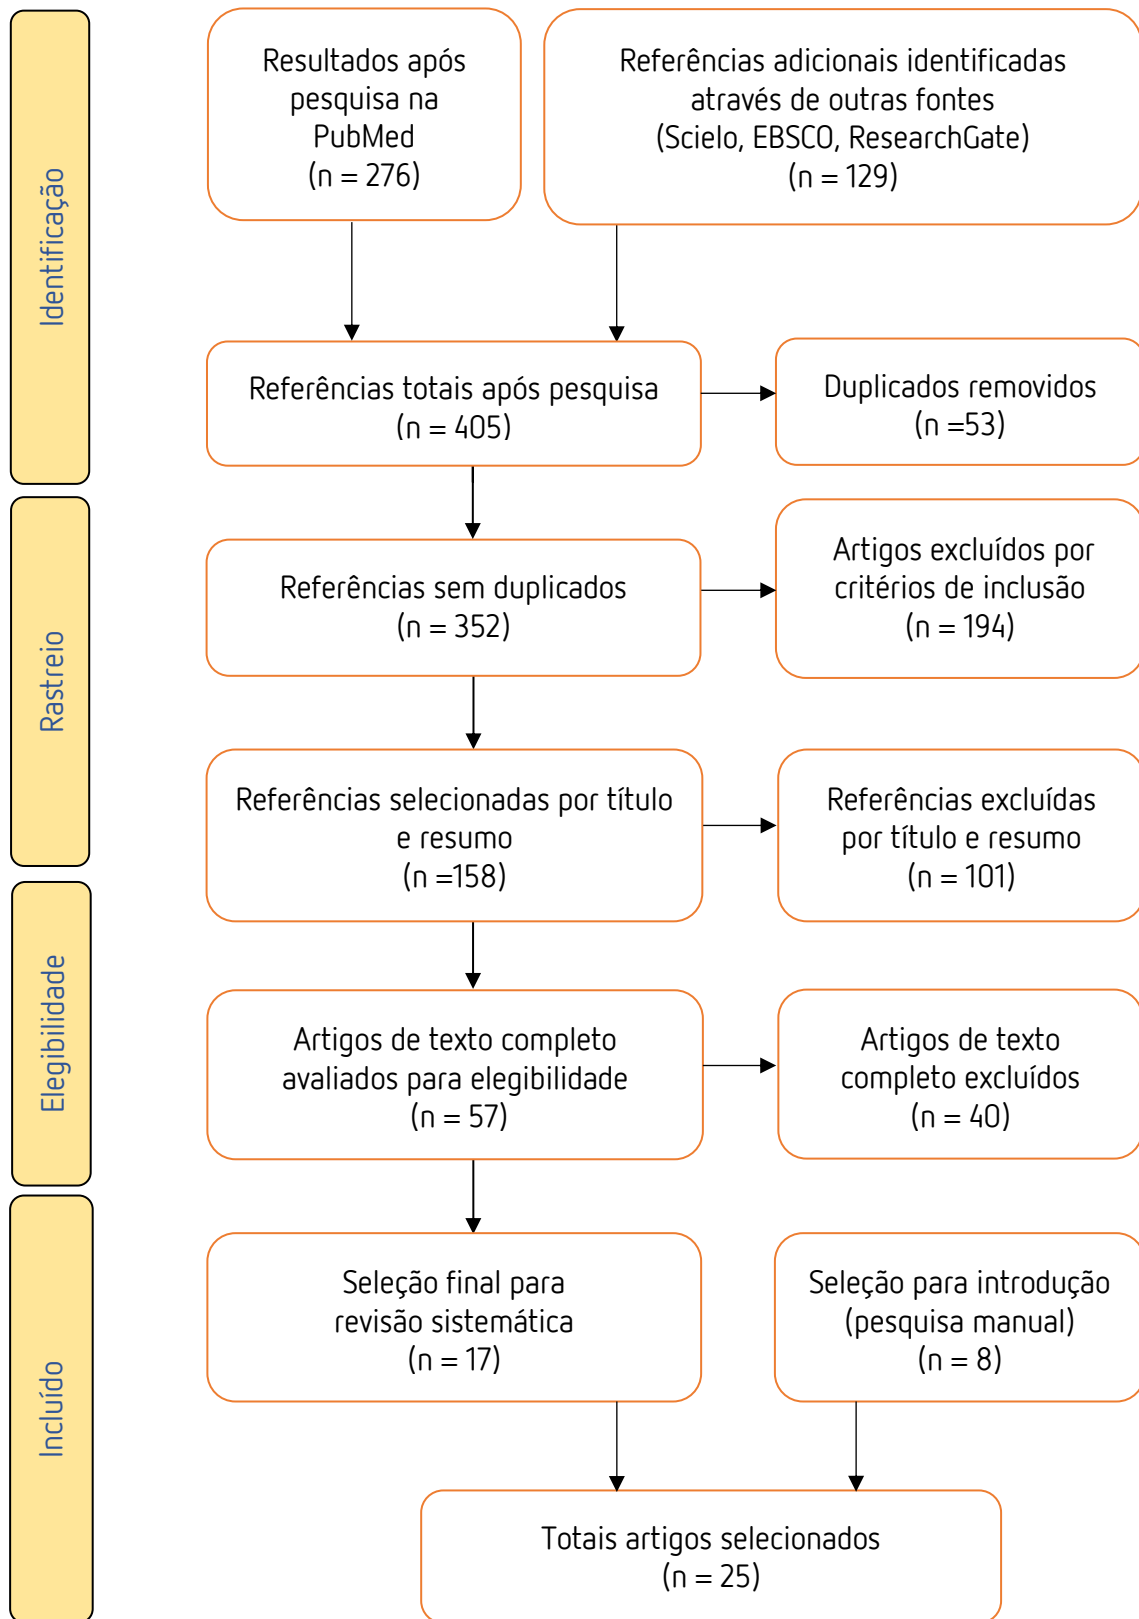 Identificação
Resultados após
pesquisa na
PubMed
(n = 276)
Referências adicionais identificadas
através de outras fontes
(Scielo, EBSCO, ResearchGate)
(n = 129)
Referências totais após pesquisa
(n = 405)
Duplicados removidos
(n =53)
Rastreio
Referências sem duplicados
(n = 352)
Artigos excluídos por
critérios de inclusão
(n = 194)
Referências selecionadas por título
e resumo
(n =158)
Referências excluídas
por título e resumo
(n = 101)
Elegibilidade
Artigos de texto completo
avaliados para elegibilidade
(n = 57)
Artigos de texto
completo excluídos
(n = 40)
Incluído
Seleção final para
revisão sistemática
(n = 17)
Seleção para introdução
(pesquisa manual)
(n = 8)
Totais artigos selecionados
(n = 25)